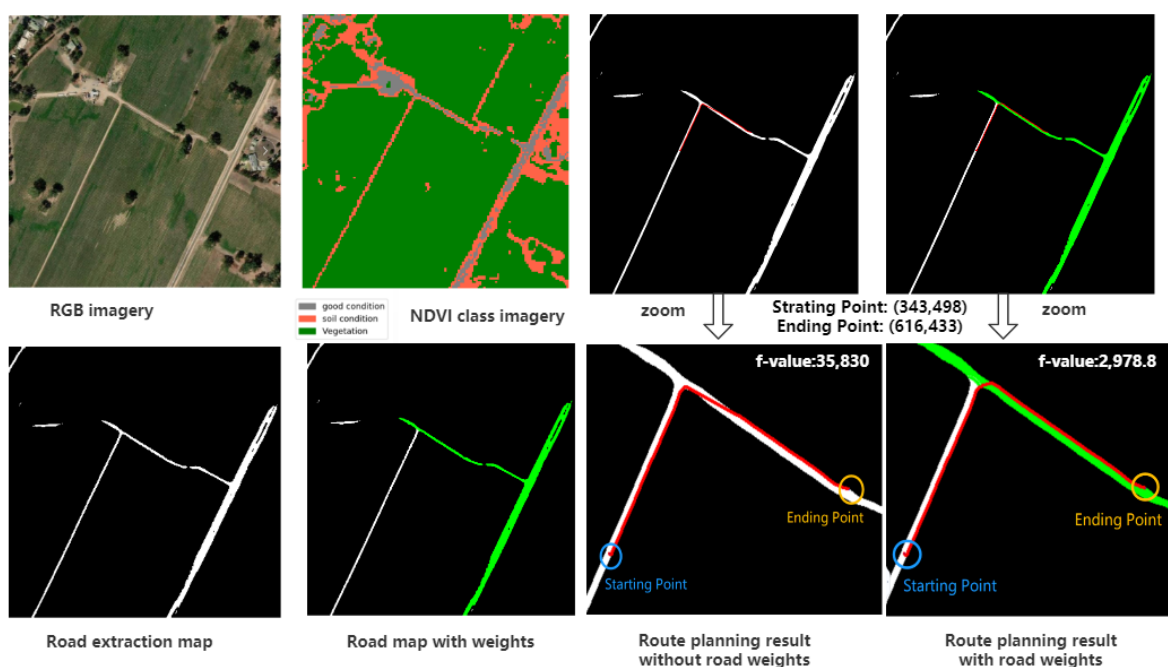 RGB imagery
good condition
soil condition
Vegetation
NDVI class imagery
zoom
Strating Point: (343,498)
Ending Point: (616,433)
zoom
Road extraction map
Road map with weights
f-value:35,830
Ending Point
Starting Point
Route planning result
without road weights
f-value:2,978.8
Ending Point
Starting Point
Route planning result
with road weights